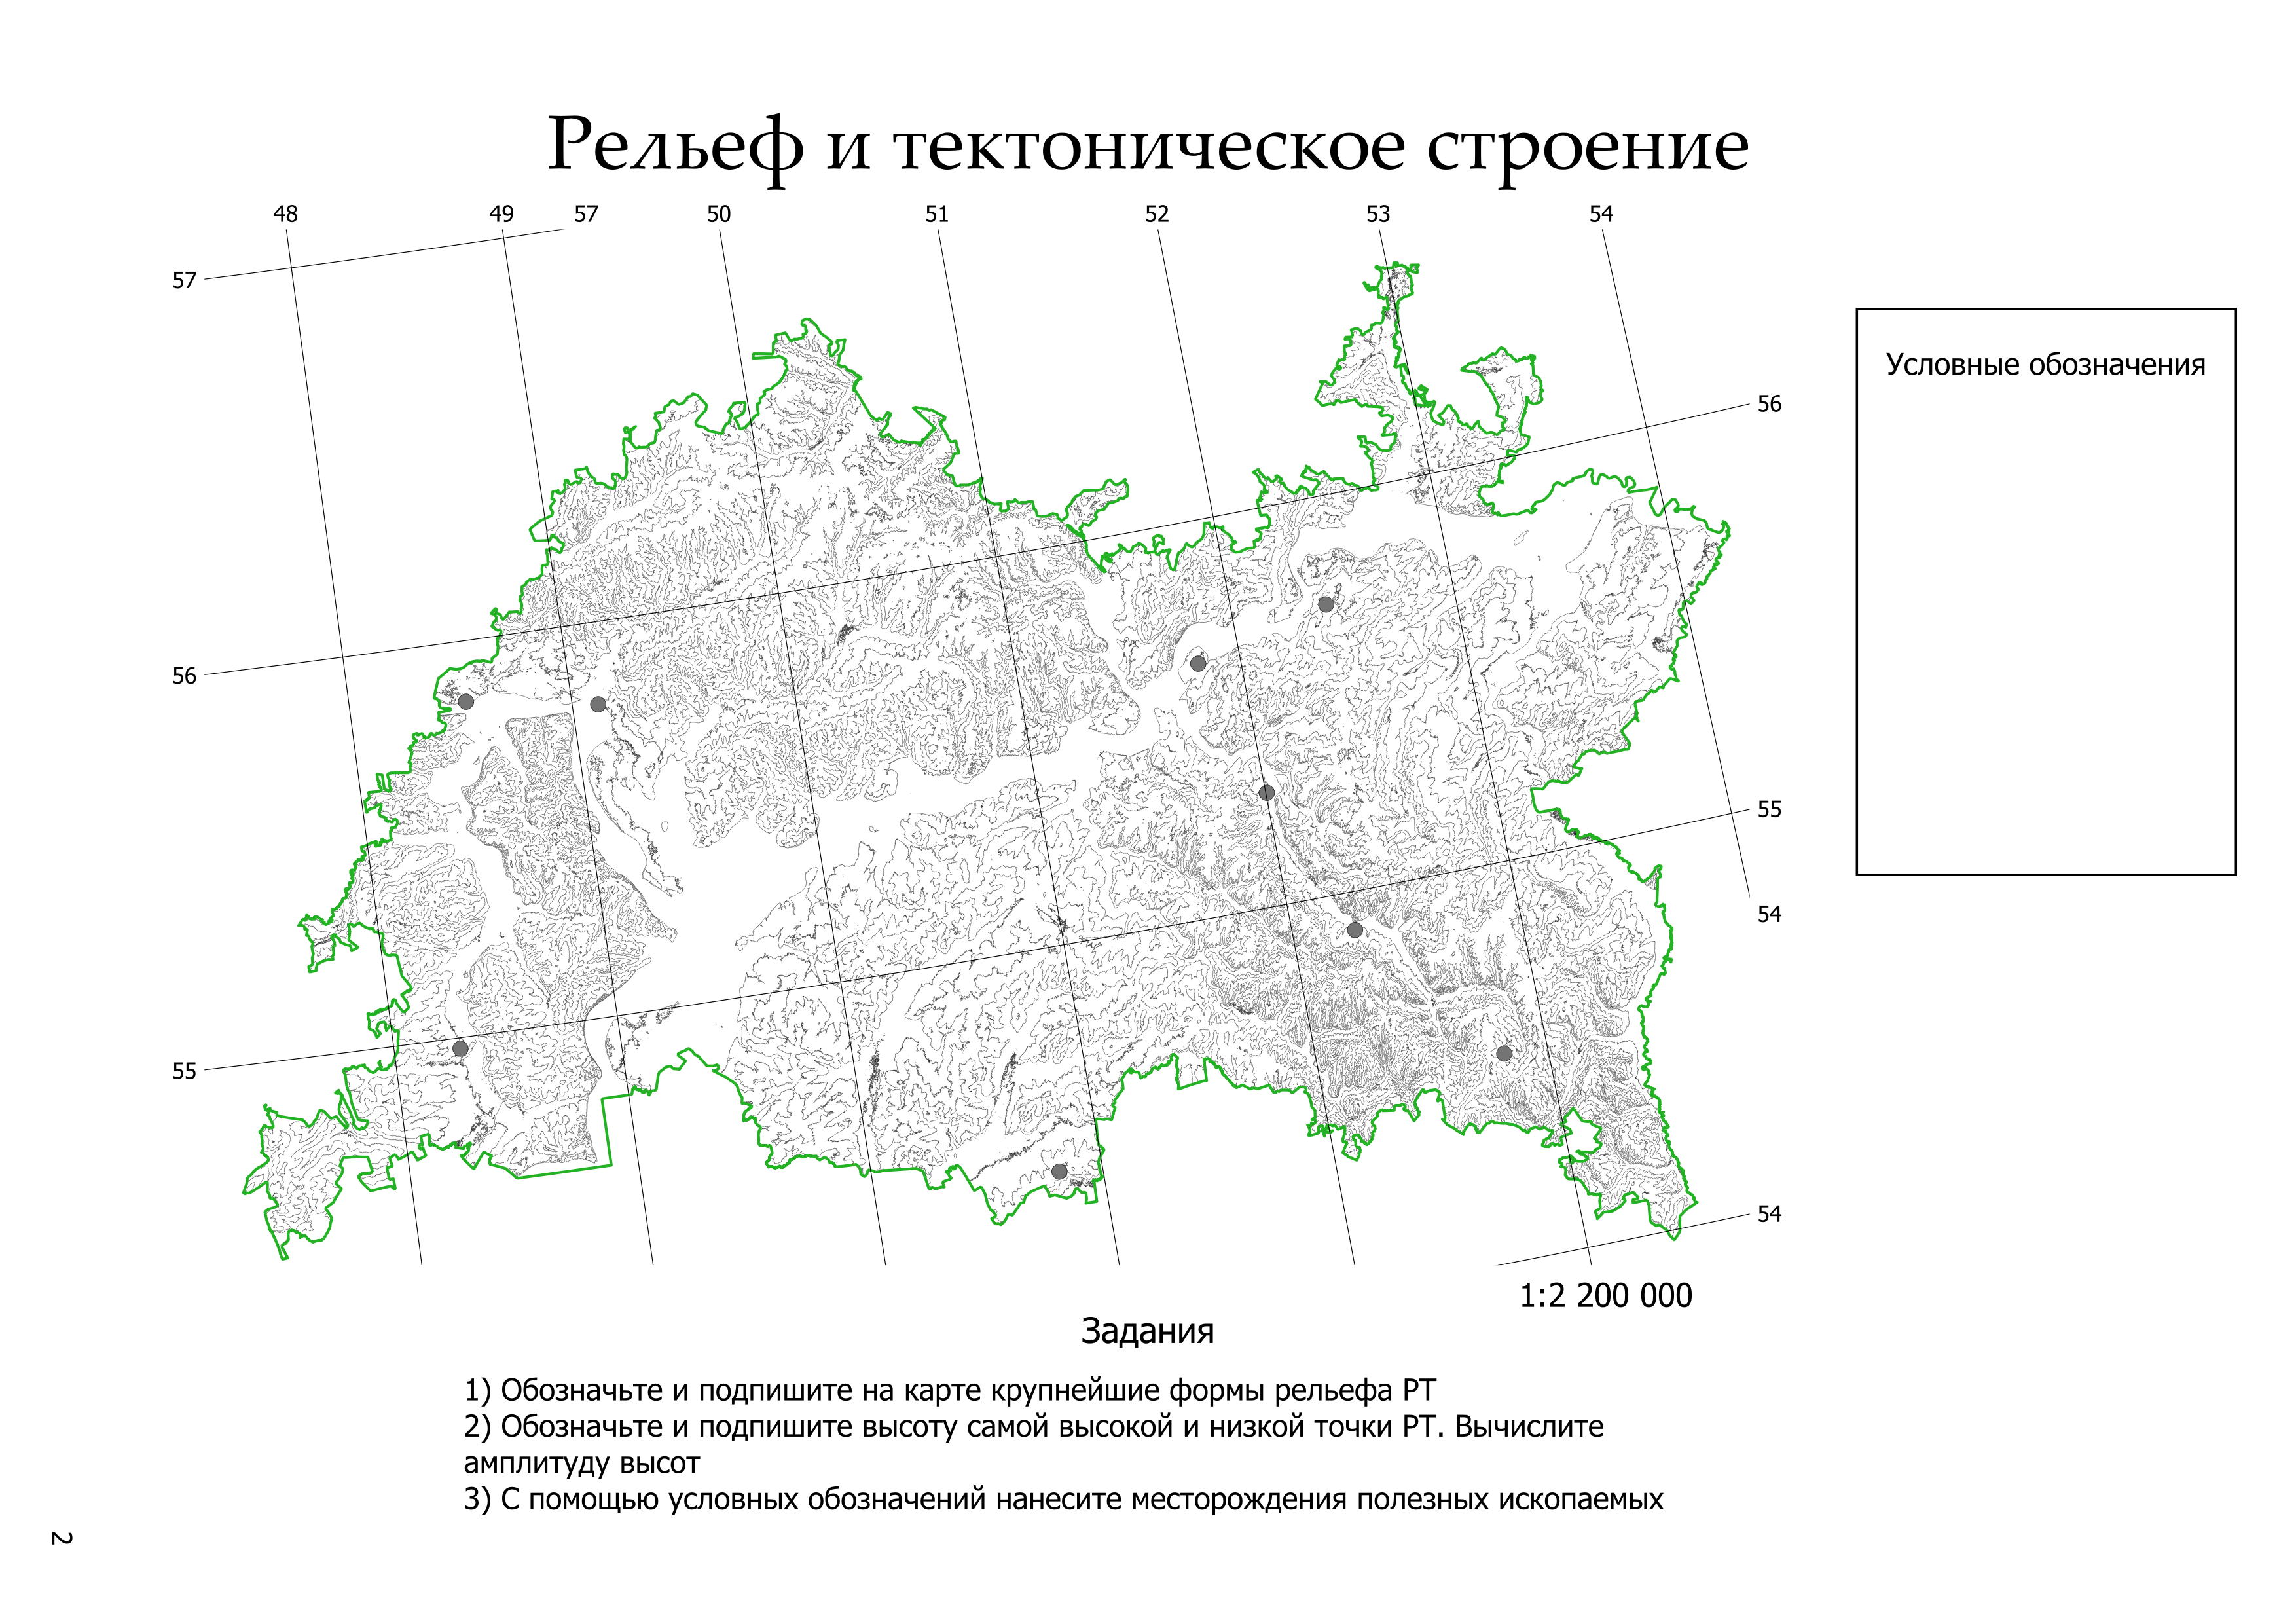 Рельеф и тектоническое строение
48 49 57 50 51 52 53 54
57
Условные обозначения
56
56
55
54
55
54
1:2 200 000
Задания
1) Обозначьте и подпишите на карте крупнейшие формы рельефа РТ
2) Обозначьте и подпишите высоту самой высокой и низкой точки РТ. Вычислите
амплитуду высот
3) С помощью условных обозначений нанесите месторождения полезных ископаемых
2